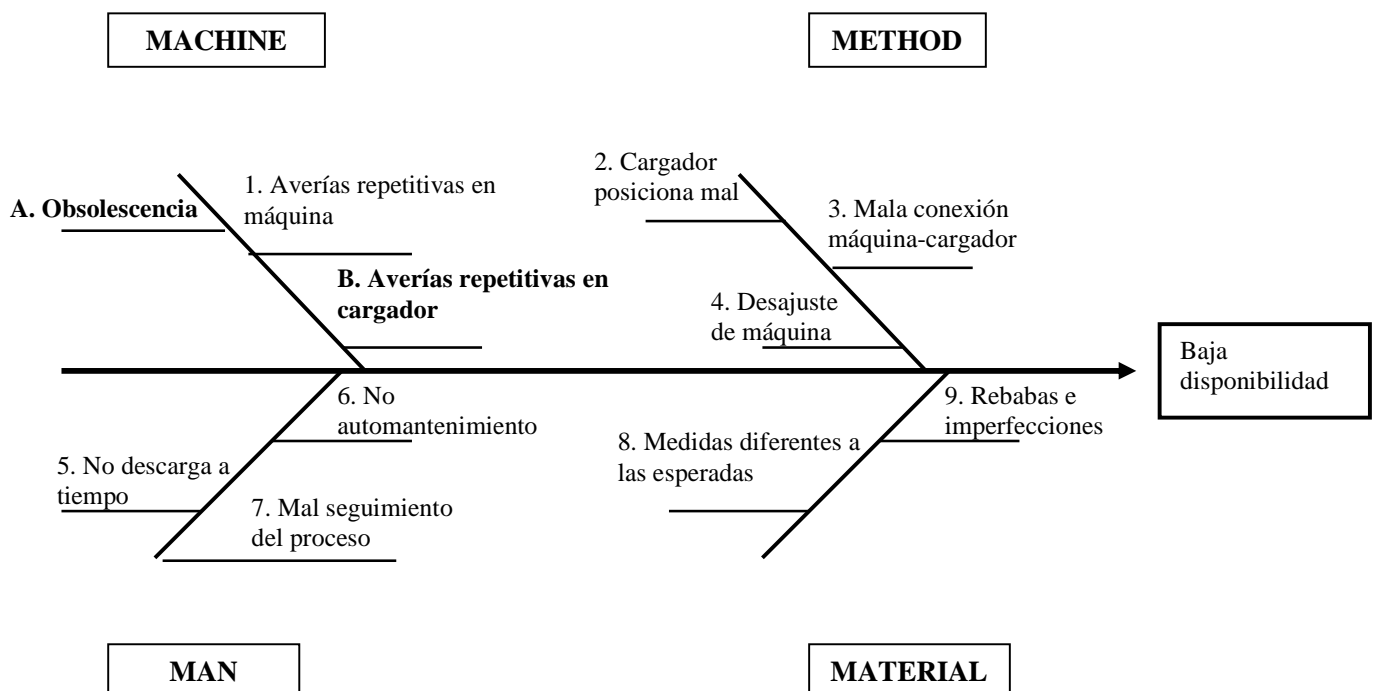 MACHINE
METHOD
A. Obsolescencia
1. Averías repetitivas en
máquina
B. Averías repetitivas en
cargador
2. Cargador
posiciona mal
3. Mala conexión
máquina-cargador
4. Desajuste
de máquina
Baja
disponibilidad
5. No descarga a
tiempo
6. No
automantenimiento
7. Mal seguimiento
del proceso
8. Medidas diferentes a
las esperadas
9. Rebabas e
imperfecciones
MAN
MATERIAL